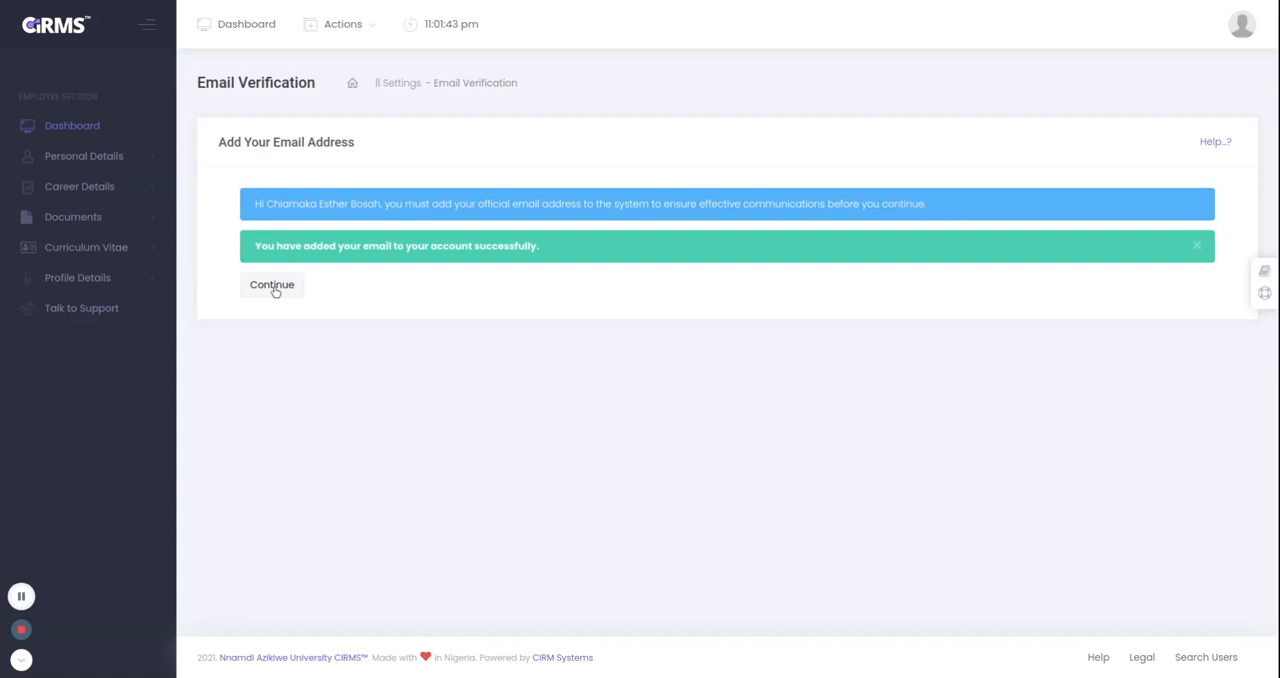 CiRMS™
Dashboard
Actions
11:01:43 pm
EMPLOYEE SECTION
Dashboard
Personal Details
Career Details
Documents
Curriculum Vitae
Profile Details
Talk to Support
Email Verification
|| Settings - Email Verification
Add Your Email Address
Help..?
Hi Chiamaka Esther Bosah, you must add your official email address to the system to ensure effective communications before you continue.
You have added your email to your account successfully.
Continue
2021. Nnamdi Azikiwe University CIRMS™. Made with ❤ in Nigeria. Powered by CIRM Systems
Help
Legal
Search Users